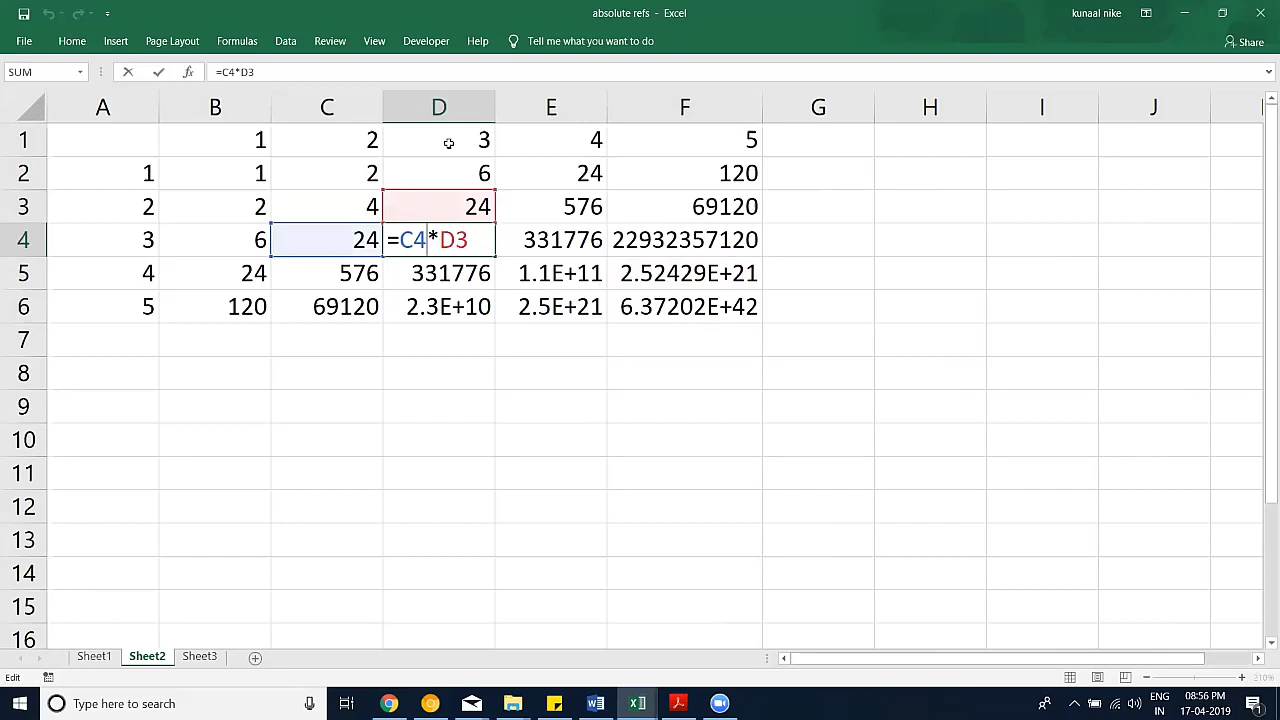 absolute refs - Excel
kunaal nike
File Home Insert Page Layout Formulas Data Review View Developer Help Tell me what you want to do Share
SUM fx =C4*D3
A B C D E F G H I J
1 1 2 3 4 5
2 1 1 2 6 24 120
3 2 2 4 24 576 69120
4 3 6 24 =C4*D3 331776 22932357120
5 4 24 576 331776 1.1E+11 2.52429E+21
6 5 120 69120 2.3E+10 2.5E+21 6.37202E+42
7
8
9
10
11
12
13
14
15
16
Sheet1 Sheet2 Sheet3
Edit 210%
Type here to search
ENG 08:56 PM
IN 17-04-2019